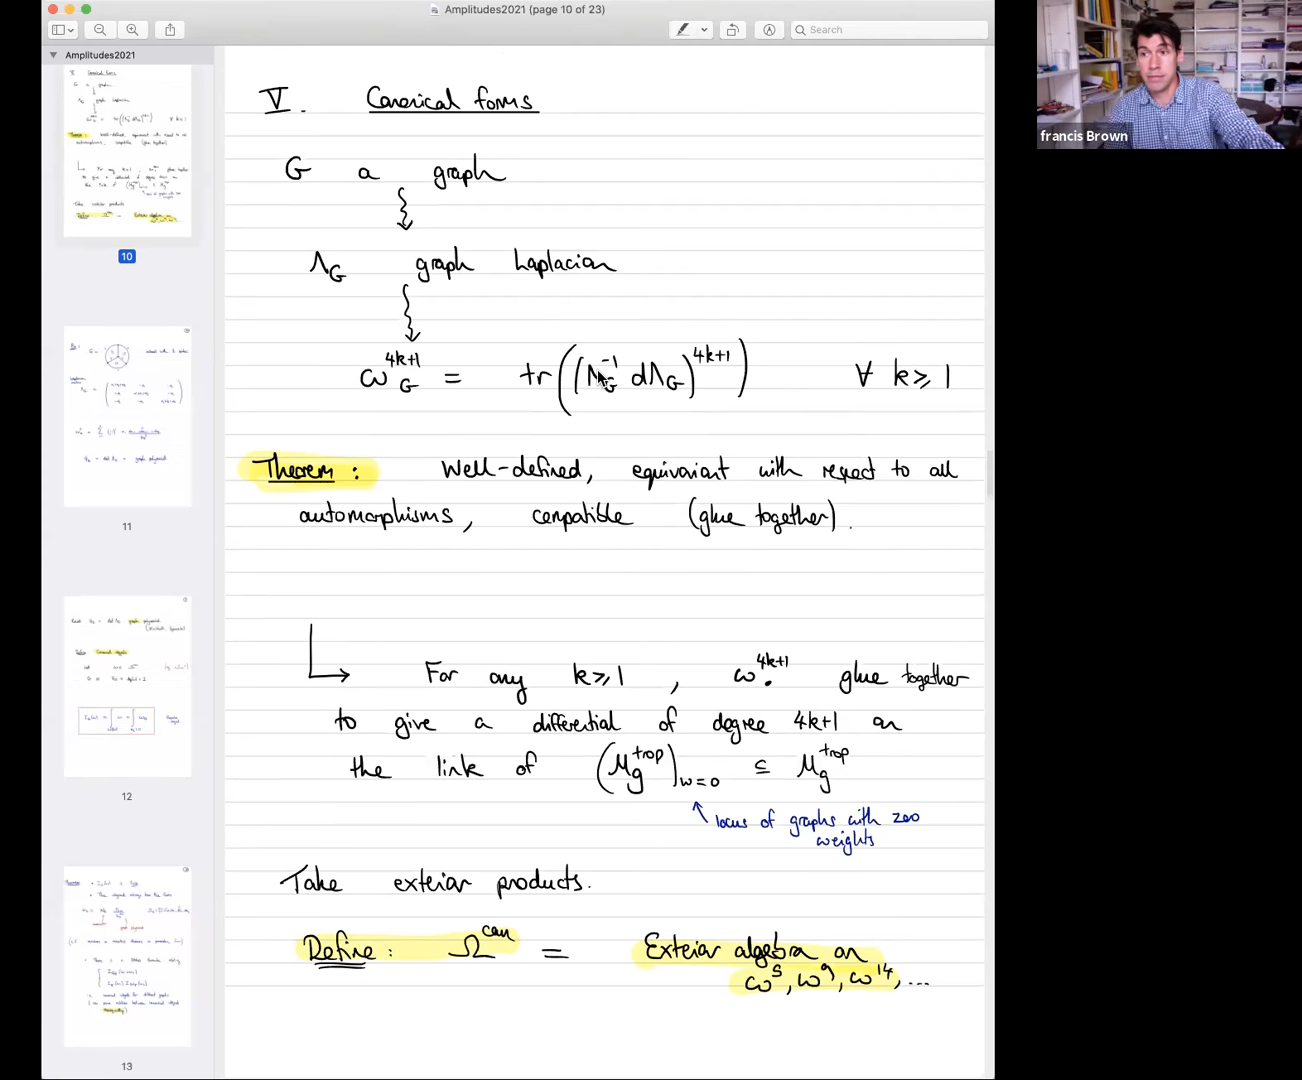 Amplitudes2021 (page 10 of 23)
Search
Amplitudes2021
10
11
12
13
francis Brown
V. Canonical forms
G a graph
Λ_G graph Laplacian
ω_G^{4k+1} = tr((Λ_G^{-1} dΛ_G)^{4k+1}) ∀ k ≥ 1
Theorem: Well-defined, equivariant with respect to all
automorphisms, compatible (glue together).
For any k ≥ 1, ω_•^{4k+1} glue together
to give a differential of degree 4k+1 on
the link of (M_g^{trop})_{w=0} ⊆ M_g^{trop}
locus of graphs with zero
weights
Take exterior products.
Define: Ω^{can} = Exterior algebra on
ω^5, ω^9, ω^14, ...